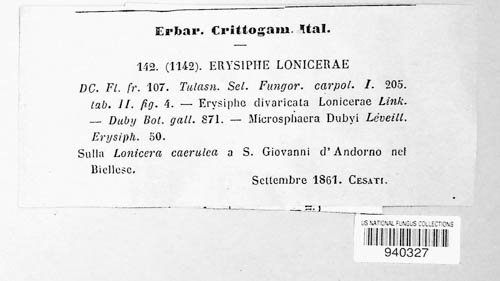 Erbar. Crittogam. Ital.
142. (1142). ERYSIPHE LONICERAE
DC. Fl. fr. 107. Tulasn. Sel. Fungor. carpol. I. 205.
tab. II. fig. 4. — Erysiphe divaricata Lonicerae Link.
— Duby Bot. gall. 871. — Microsphaera Dubyi Léveill.
Erysiph. 50.
Sulla Lonicera caerulea a S. Giovanni d'Andorno nel
Biellese.
Settembre 1861. CESATI.
US NATIONAL FUNGUS COLLECTIONS
940327